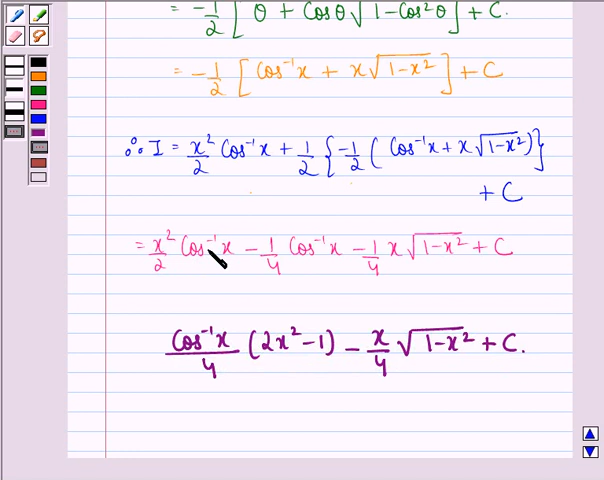 = -1/2 [ θ + Cosθ √(1-Cos²θ) ] + C.
= -1/2 [ Cos⁻¹x + x√(1-x²) ] + C
∴ I = x²/2 Cos⁻¹x + 1/2 { -1/2 ( Cos⁻¹x + x √(1-x²) ) }
+ C
= x²/2 Cos⁻¹x - 1/4 Cos⁻¹x - 1/4 x √(1-x²) + C
Cos⁻¹x/4 (2x²-1) - x/4 √(1-x²) + C.